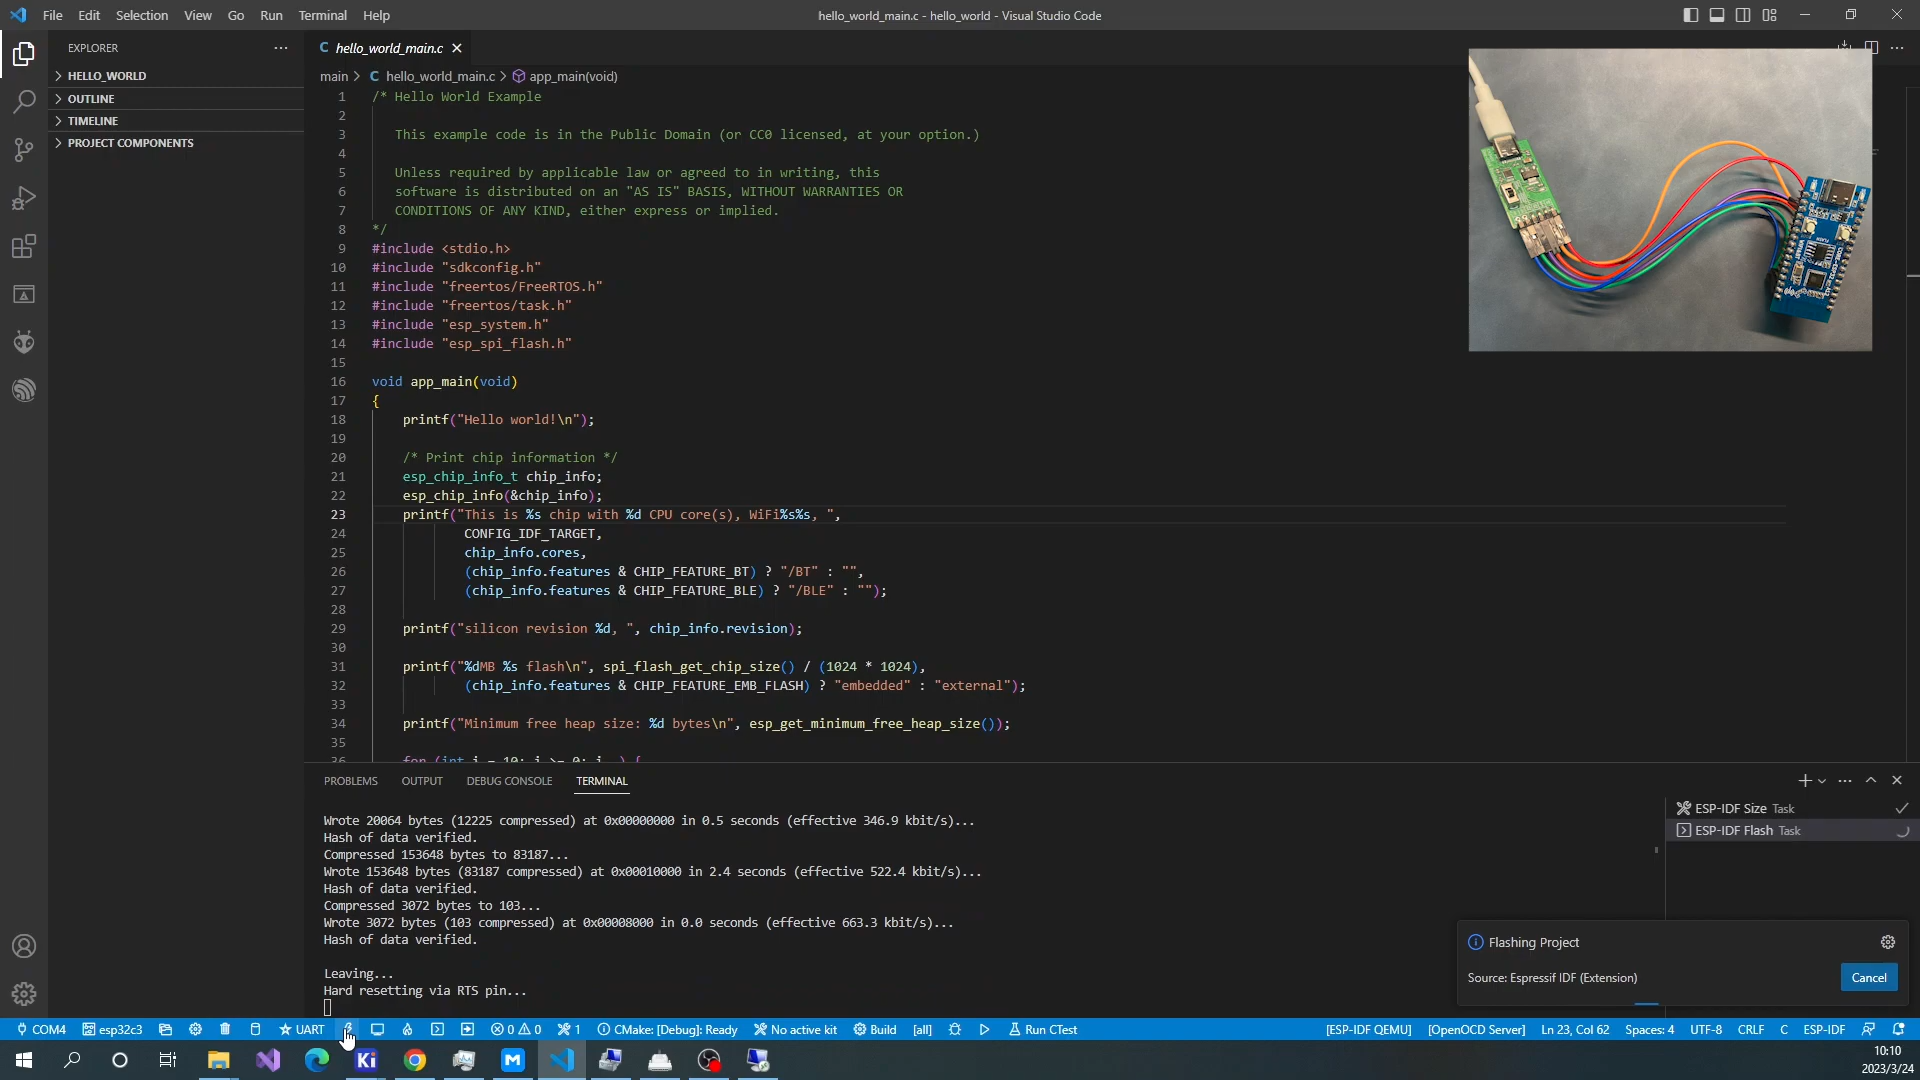 File Edit Selection View Go Run Terminal Help
hello_world_main.c - hello_world - Visual Studio Code
EXPLORER
HELLO_WORLD
OUTLINE
TIMELINE
PROJECT COMPONENTS
C hello_world_main.c
main > C hello_world_main.c > app_main(void)
1 /* Hello World Example
2
3 This example code is in the Public Domain (or CC0 licensed, at your option.)
4
5 Unless required by applicable law or agreed to in writing, this
6 software is distributed on an "AS IS" BASIS, WITHOUT WARRANTIES OR
7 CONDITIONS OF ANY KIND, either express or implied.
8 */
9 #include <stdio.h>
10 #include "sdkconfig.h"
11 #include "freertos/FreeRTOS.h"
12 #include "freertos/task.h"
13 #include "esp_system.h"
14 #include "esp_spi_flash.h"
15
16 void app_main(void)
17 {
18 printf("Hello world!\n");
19
20 /* Print chip information */
21 esp_chip_info_t chip_info;
22 esp_chip_info(&chip_info);
23 printf("This is %s chip with %d CPU core(s), WiFi%s%s, ",
24 CONFIG_IDF_TARGET,
25 chip_info.cores,
26 (chip_info.features & CHIP_FEATURE_BT) ? "/BT" : "",
27 (chip_info.features & CHIP_FEATURE_BLE) ? "/BLE" : "");
28
29 printf("silicon revision %d, ", chip_info.revision);
30
31 printf("%dMB %s flash\n", spi_flash_get_chip_size() / (1024 * 1024),
32 (chip_info.features & CHIP_FEATURE_EMB_FLASH) ? "embedded" : "external");
33
34 printf("Minimum free heap size: %d bytes\n", esp_get_minimum_free_heap_size());
35
36 for (int i = 10; i >= 0; i--) {
PROBLEMS OUTPUT DEBUG CONSOLE TERMINAL
Wrote 20064 bytes (12225 compressed) at 0x00000000 in 0.5 seconds (effective 346.9 kbit/s)...
Hash of data verified.
Compressed 153648 bytes to 83187...
Wrote 153648 bytes (83187 compressed) at 0x00010000 in 2.4 seconds (effective 522.4 kbit/s)...
Hash of data verified.
Compressed 3072 bytes to 103...
Wrote 3072 bytes (103 compressed) at 0x00008000 in 0.0 seconds (effective 663.3 kbit/s)...
Hash of data verified.
Leaving...
Hard resetting via RTS pin...
ESP-IDF Size Task
ESP-IDF Flash Task
Flashing Project
Source: Espressif IDF (Extension)
Cancel
COM4 esp32c3 UART 0 0 1 CMake: [Debug]: Ready No active kit Build [all] Run CTest [ESP-IDF QEMU] [OpenOCD Server] Ln 23, Col 62 Spaces: 4 UTF-8 CRLF C ESP-IDF
Ki M
10:10
2023/3/24